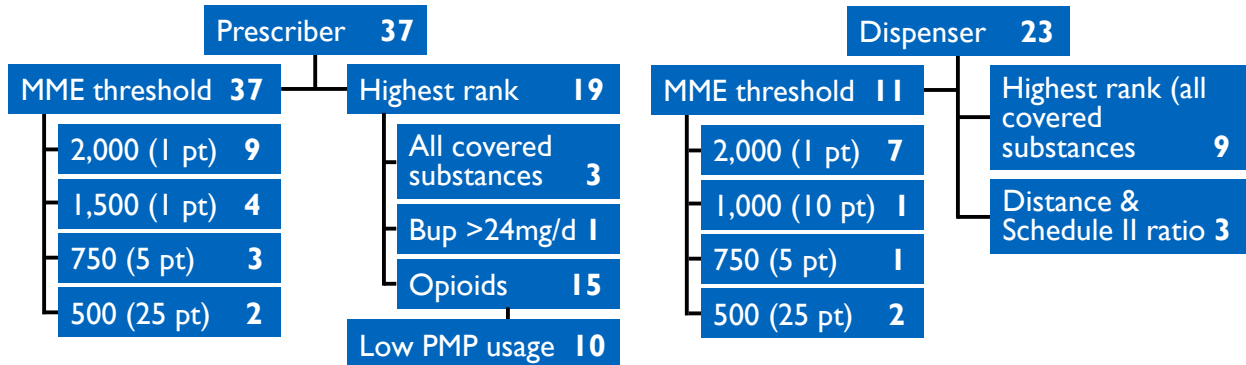 Prescriber 37
MME threshold 37
2,000 (1 pt) 9
1,500 (1 pt) 4
750 (5 pt) 3
500 (25 pt) 2
Highest rank 19
All covered
substances 3
Bup >24mg/d 1
Opioids 15
Low PMP usage 10
Dispenser 23
MME threshold 11
2,000 (1 pt) 7
1,000 (10 pt) 1
750 (5 pt) 1
500 (25 pt) 2
Highest rank (all
covered
substances 9
Distance &
Schedule II ratio 3